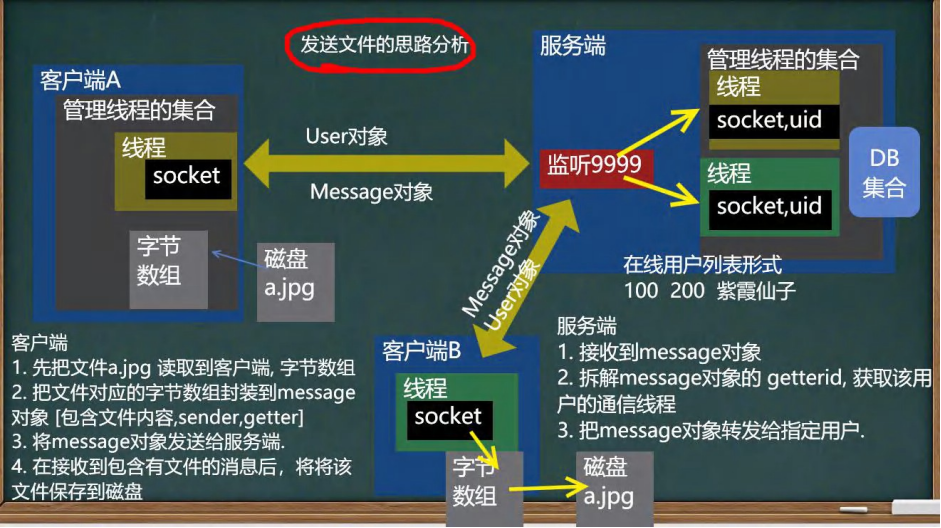 发送文件的思路分析
客户端A
管理线程的集合
线程
socket
字节
数组
磁盘
a.jpg
User对象
Message对象
服务端
管理线程的集合
线程
socket,uid
监听9999
线程
socket,uid
DB
集合
在线用户列表形式
100 200 紫霞仙子
Message对象
User对象
客户端
1. 先把文件a.jpg 读取到客户端, 字节数组
2. 把文件对应的字节数组封装到message
对象 [包含文件内容,sender,getter]
3. 将message对象发送给服务端.
4. 在接收到包含有文件的消息后，将将该
文件保存到磁盘
客户端B
线程
socket
字节
数组
磁盘
a.jpg
服务端
1. 接收到message对象
2. 拆解message对象的 getterid, 获取该用
户的通信线程
3. 把message对象转发给指定用户.